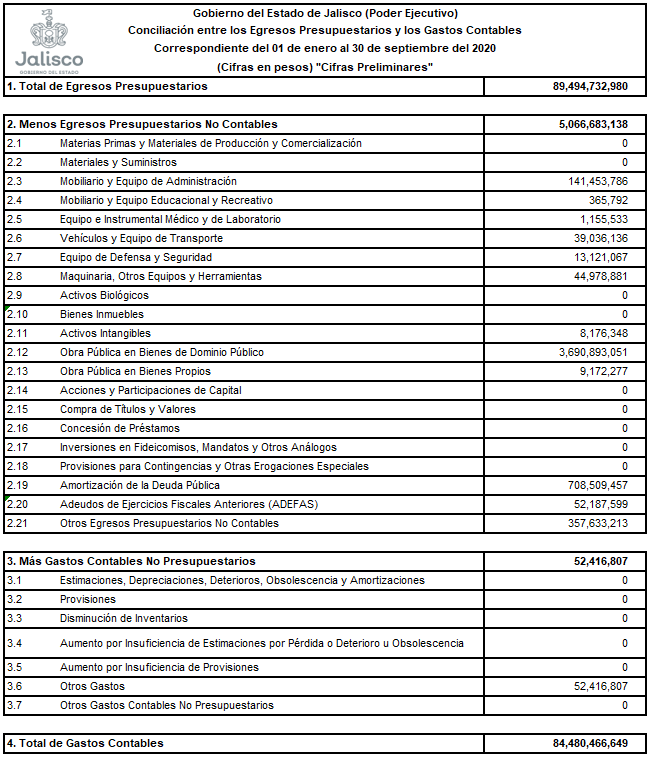 Jalisco
GOBIERNO DEL ESTADO
Gobierno del Estado de Jalisco (Poder Ejecutivo)
Conciliación entre los Egresos Presupuestarios y los Gastos Contables
Correspondiente del 01 de enero al 30 de septiembre del 2020
(Cifras en pesos) "Cifras Preliminares"
1. Total de Egresos Presupuestarios 89,494,732,980
2. Menos Egresos Presupuestarios No Contables 5,066,683,138
2.1 Materias Primas y Materiales de Producción y Comercialización 0
2.2 Materiales y Suministros 0
2.3 Mobiliario y Equipo de Administración 141,453,786
2.4 Mobiliario y Equipo Educacional y Recreativo 365,792
2.5 Equipo e Instrumental Médico y de Laboratorio 1,155,533
2.6 Vehículos y Equipo de Transporte 39,036,136
2.7 Equipo de Defensa y Seguridad 13,121,067
2.8 Maquinaria, Otros Equipos y Herramientas 44,978,881
2.9 Activos Biológicos 0
2.10 Bienes Inmuebles 0
2.11 Activos Intangibles 8,176,348
2.12 Obra Pública en Bienes de Dominio Público 3,690,893,051
2.13 Obra Pública en Bienes Propios 9,172,277
2.14 Acciones y Participaciones de Capital 0
2.15 Compra de Títulos y Valores 0
2.16 Concesión de Préstamos 0
2.17 Inversiones en Fideicomisos, Mandatos y Otros Análogos 0
2.18 Provisiones para Contingencias y Otras Erogaciones Especiales 0
2.19 Amortización de la Deuda Pública 708,509,457
2.20 Adeudos de Ejercicios Fiscales Anteriores (ADEFAS) 52,187,599
2.21 Otros Egresos Presupuestarios No Contables 357,633,213
3. Más Gastos Contables No Presupuestarios 52,416,807
3.1 Estimaciones, Depreciaciones, Deterioros, Obsolescencia y Amortizaciones 0
3.2 Provisiones 0
3.3 Disminución de Inventarios 0
3.4 Aumento por Insuficiencia de Estimaciones por Pérdida o Deterioro u Obsolescencia 0
3.5 Aumento por Insuficiencia de Provisiones 0
3.6 Otros Gastos 52,416,807
3.7 Otros Gastos Contables No Presupuestarios 0
4. Total de Gastos Contables 84,480,466,649